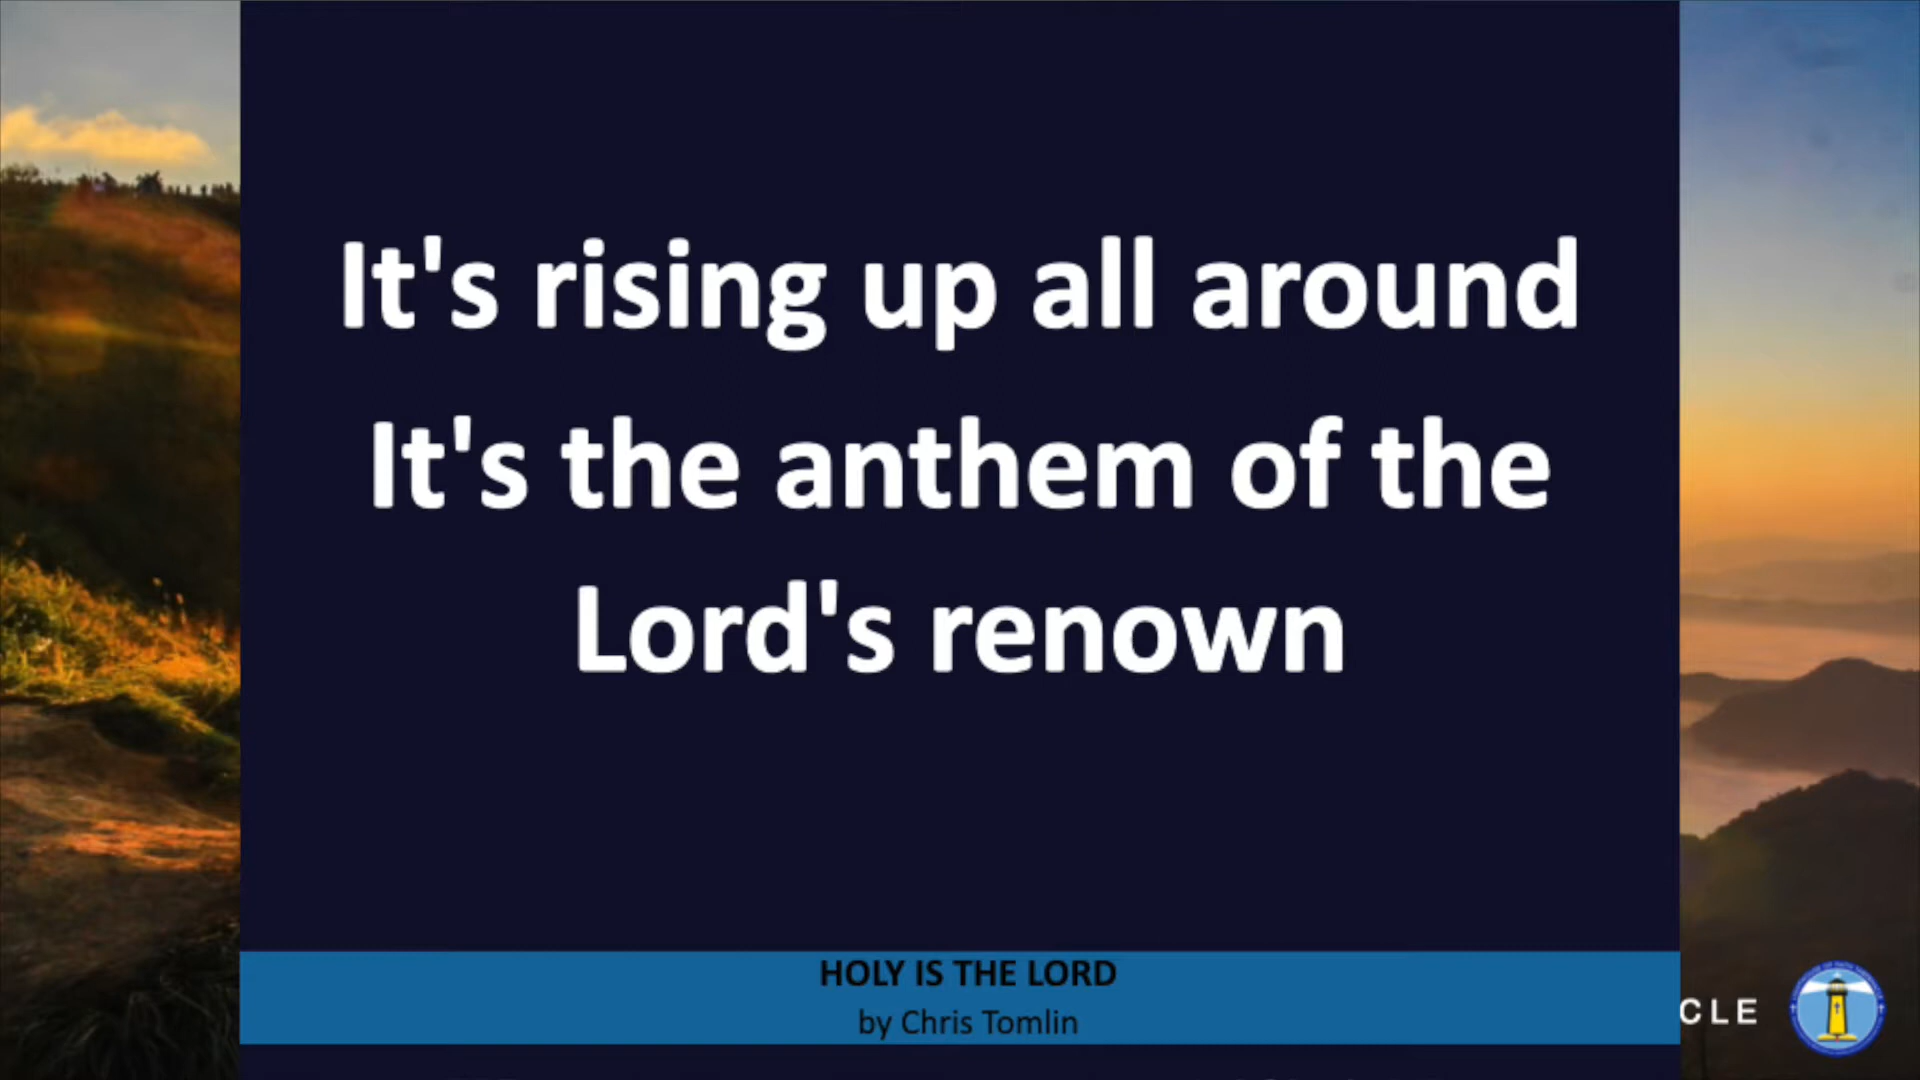 It's rising up all around
It's the anthem of the
Lord's renown
HOLY IS THE LORD
by Chris Tomlin
CLE